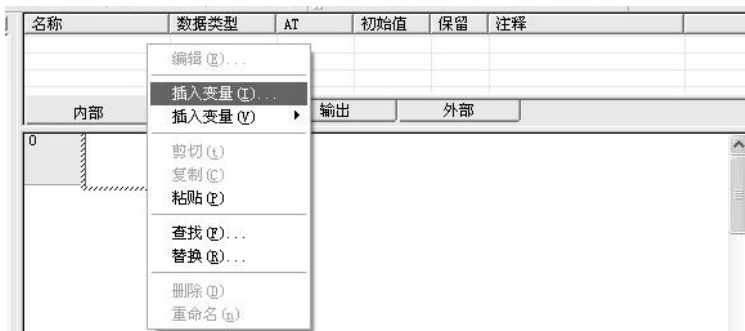 名称 数据类型 AT 初始值 保留 注释
编辑(E)...
插入变量(I)...
内部 输出 外部
插入变量(V)
0
剪切(t)
复制(C)
粘贴(P)
查找(F)...
替换(R)...
删除(D)
重命名(n)